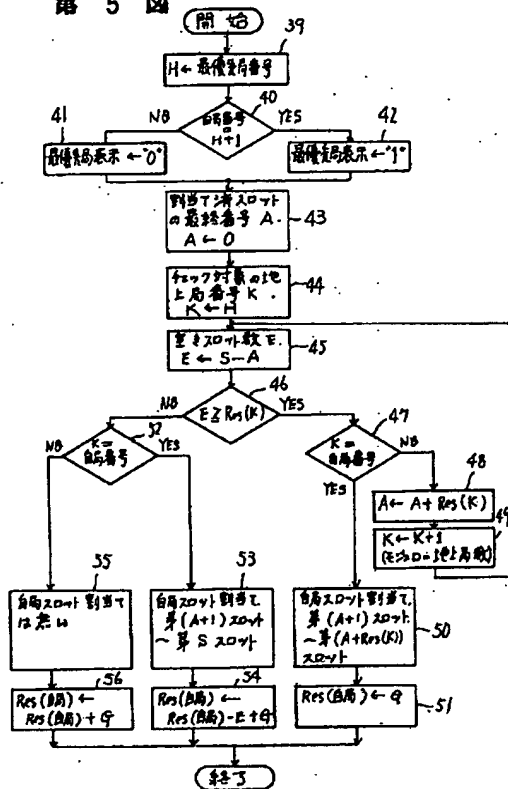 第 5 図
開 始
39
H← 最優先局番号
40
自局番号
=
H+1
NO
YES
41
最優先局表示 ←"0"
42
最優先局表示 ←"1"
割当て済スロット
の最終番号 A.
A ← 0
43
チェック対象の地
上局番号 K.
K ← H
44
空きスロット数 E.
E ← S-A
45
46
E≧Res(K)
NO
YES
52
K=
自局番号
NO
YES
47
K=
自局番号
NO
YES
48
A← A+Res(K)
49
K← K+1
55
自局スロット割当て
は無い
53
自局スロット割当て.
第(A+1)スロット
~第Sスロット
自局スロット割当て.
第(A+1)スロット
~第(A+Res(K))
スロット
50
56
Res(自局)←
Res(自局)+G
54
Res(自局)←
Res(自局)-E+G
Res(自局)←G
51
終了